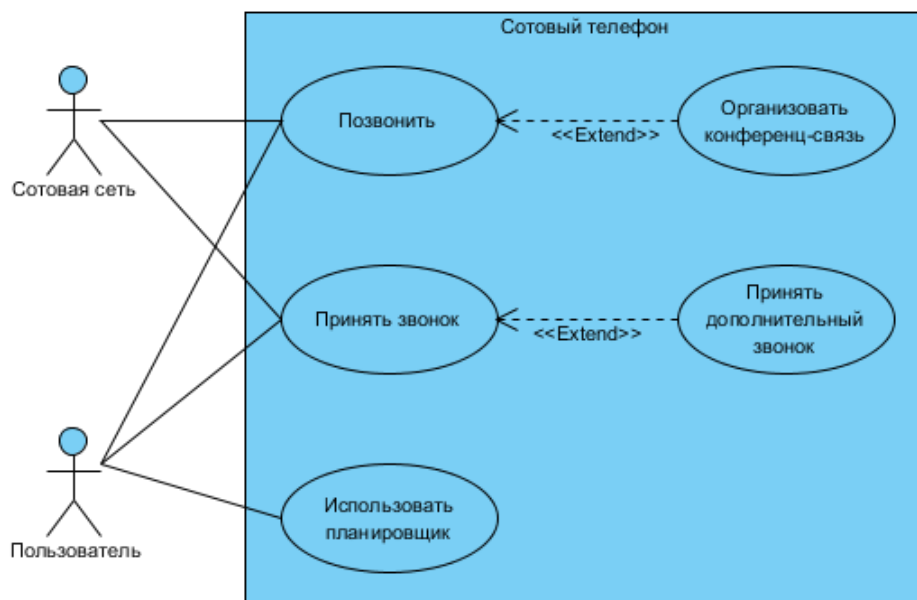 Сотовый телефон
Позвонить
<<Extend>>
Организовать
конференц-связь
Сотовая сеть
Принять звонок
<<Extend>>
Принять
дополнительный
звонок
Использовать
планировщик
Пользователь